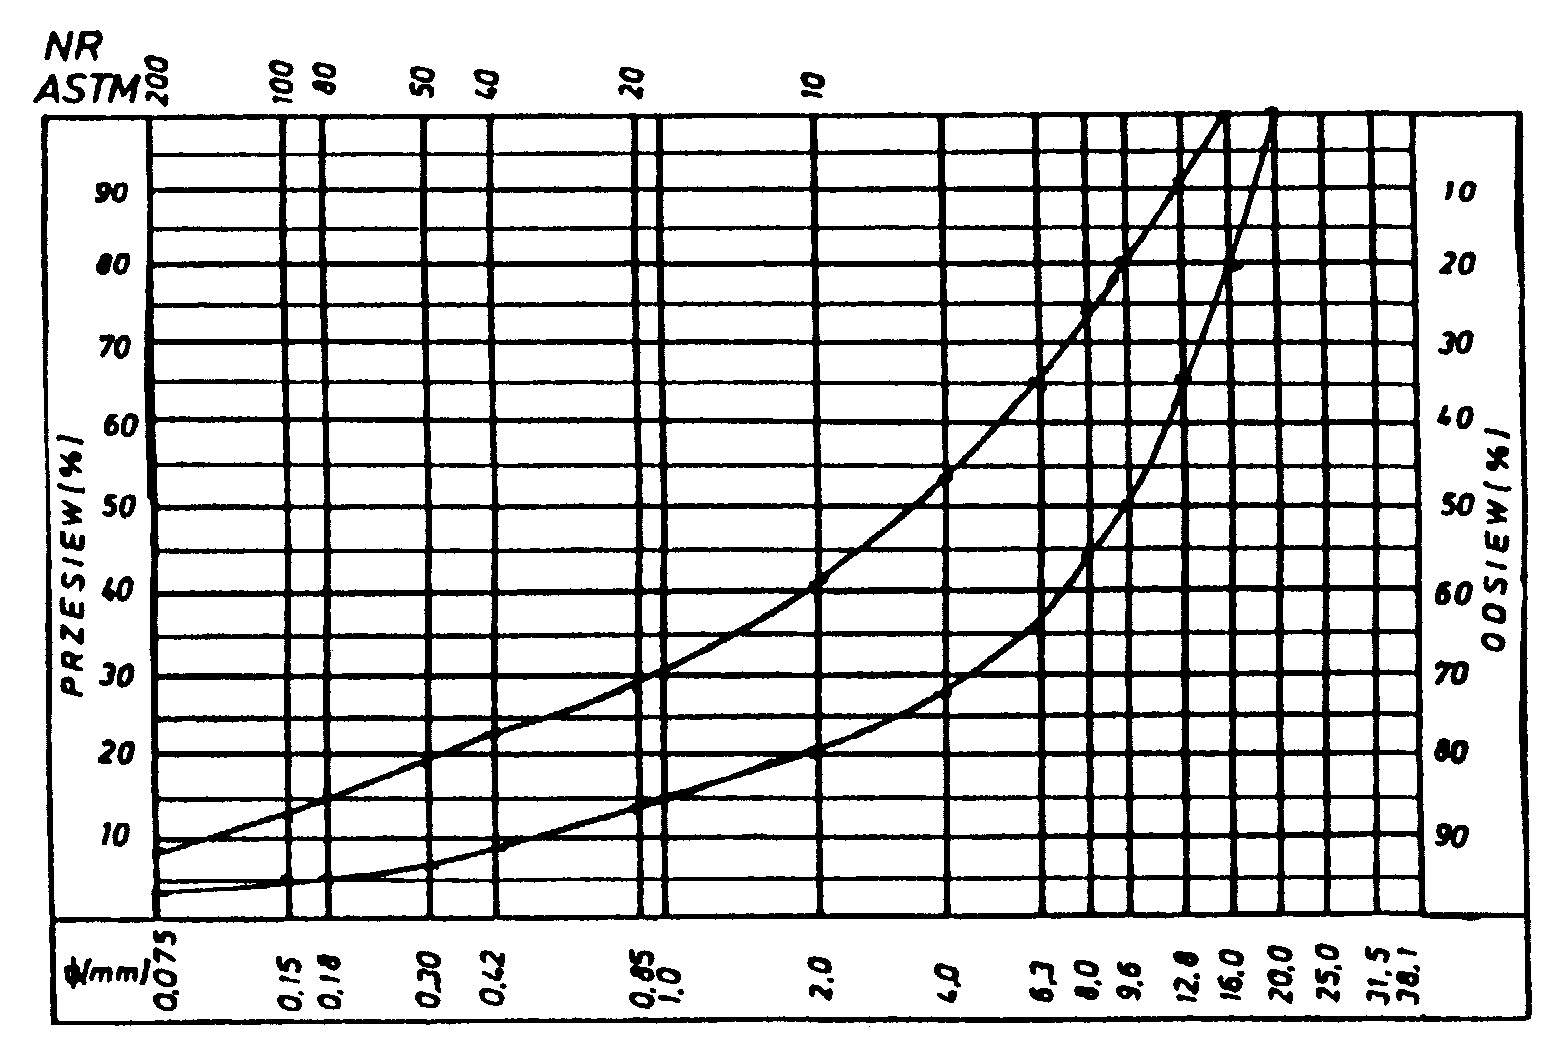 NR
ASTM 200 100 80 50 40 20 10
90 10
80 20
70 30
60 40
50 50
40 60
30 70
20 80
10 90
PRZESIEW (%)
ODSIEW (%)
ϕ/mm/ 0,075 0,15 0,18 0,30 0,42 0,85 1,0 2,0 4,0 6,3 8,0 9,6 12.8 16.0 20,0 25,0 31,5 38.1